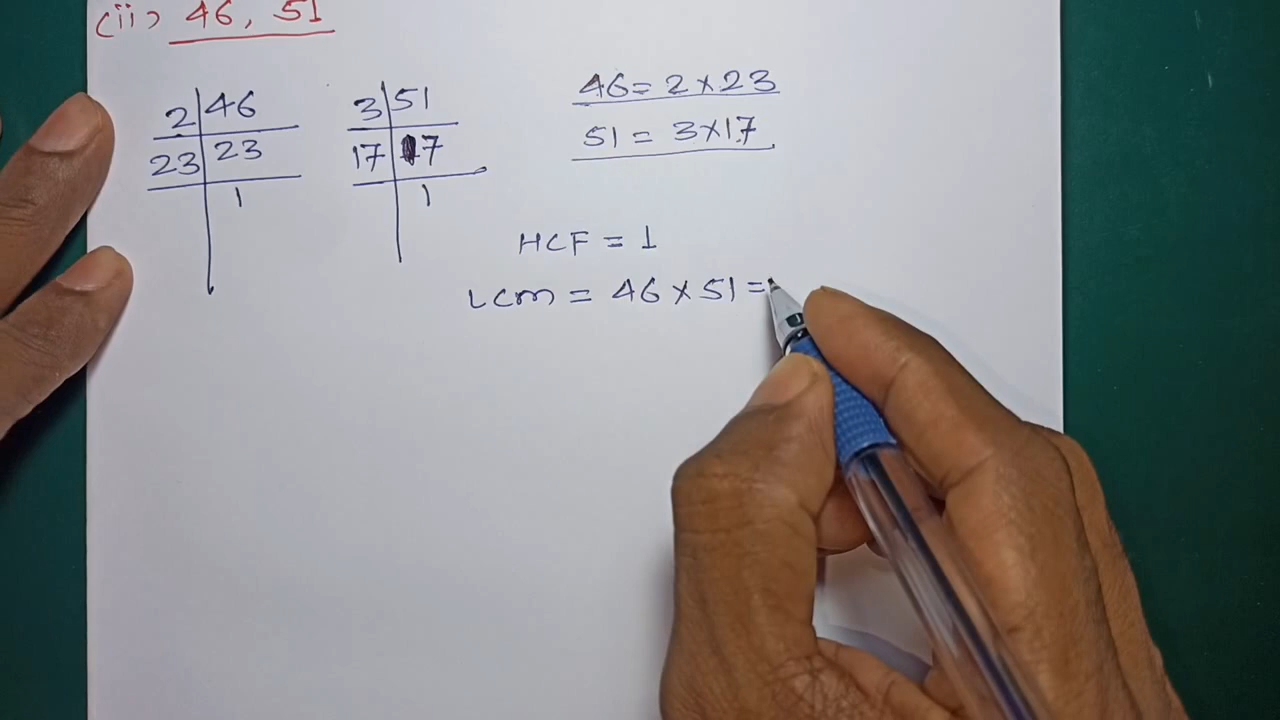 (ii) 46, 51
2 46
23 23
1
3 51
17 17
1
46 = 2 × 23
51 = 3 × 17
HCF = 1
LCM = 46 × 51 =